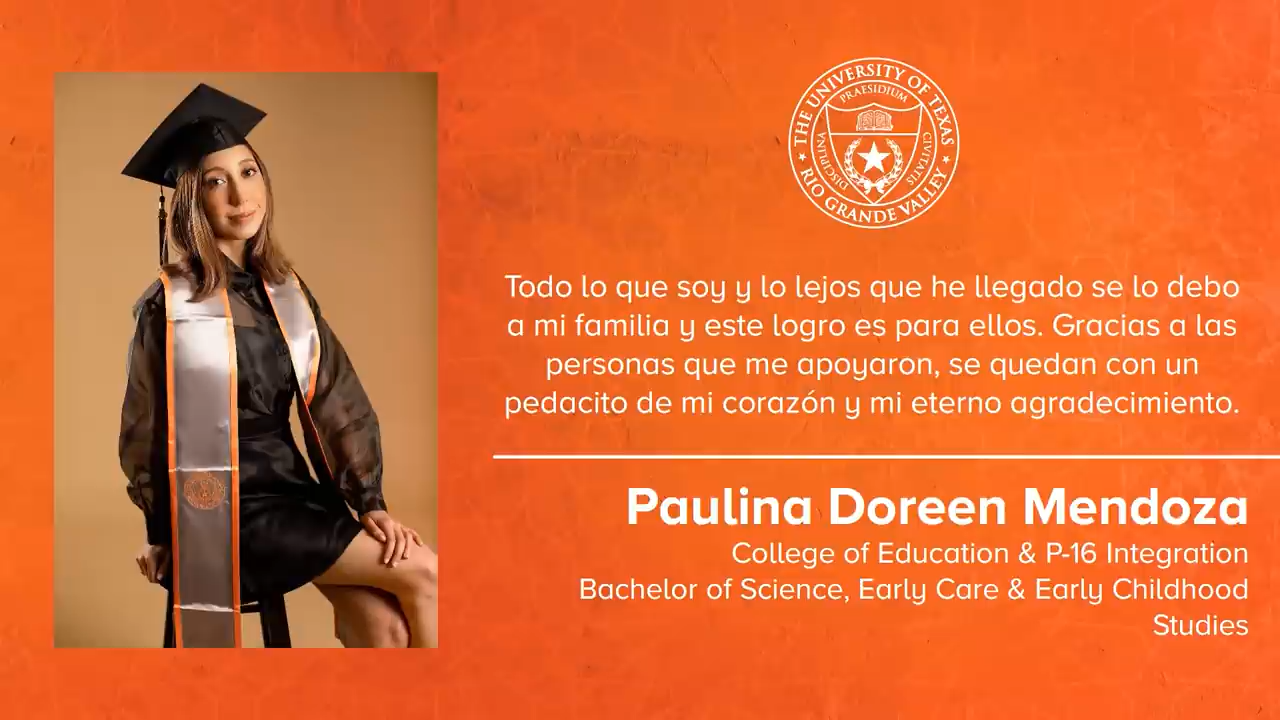 THE UNIVERSITY OF TEXAS
RIO GRANDE VALLEY
PRAESIDIUM
DISCIPLINA
CIVITATIS
Todo lo que soy y lo lejos que he llegado se lo debo
a mi familia y este logro es para ellos. Gracias a las
personas que me apoyaron, se quedan con un
pedacito de mi corazón y mi eterno agradecimiento.
Paulina Doreen Mendoza
College of Education & P-16 Integration
Bachelor of Science, Early Care & Early Childhood
Studies